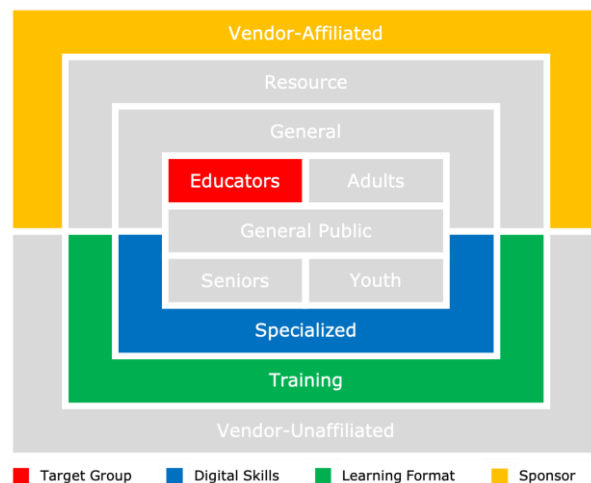 Vendor-Affiliated
Resource
General
Educators Adults
General Public
Seniors Youth
Specialized
Training
Vendor-Unaffiliated
Target Group Digital Skills Learning Format Sponsor